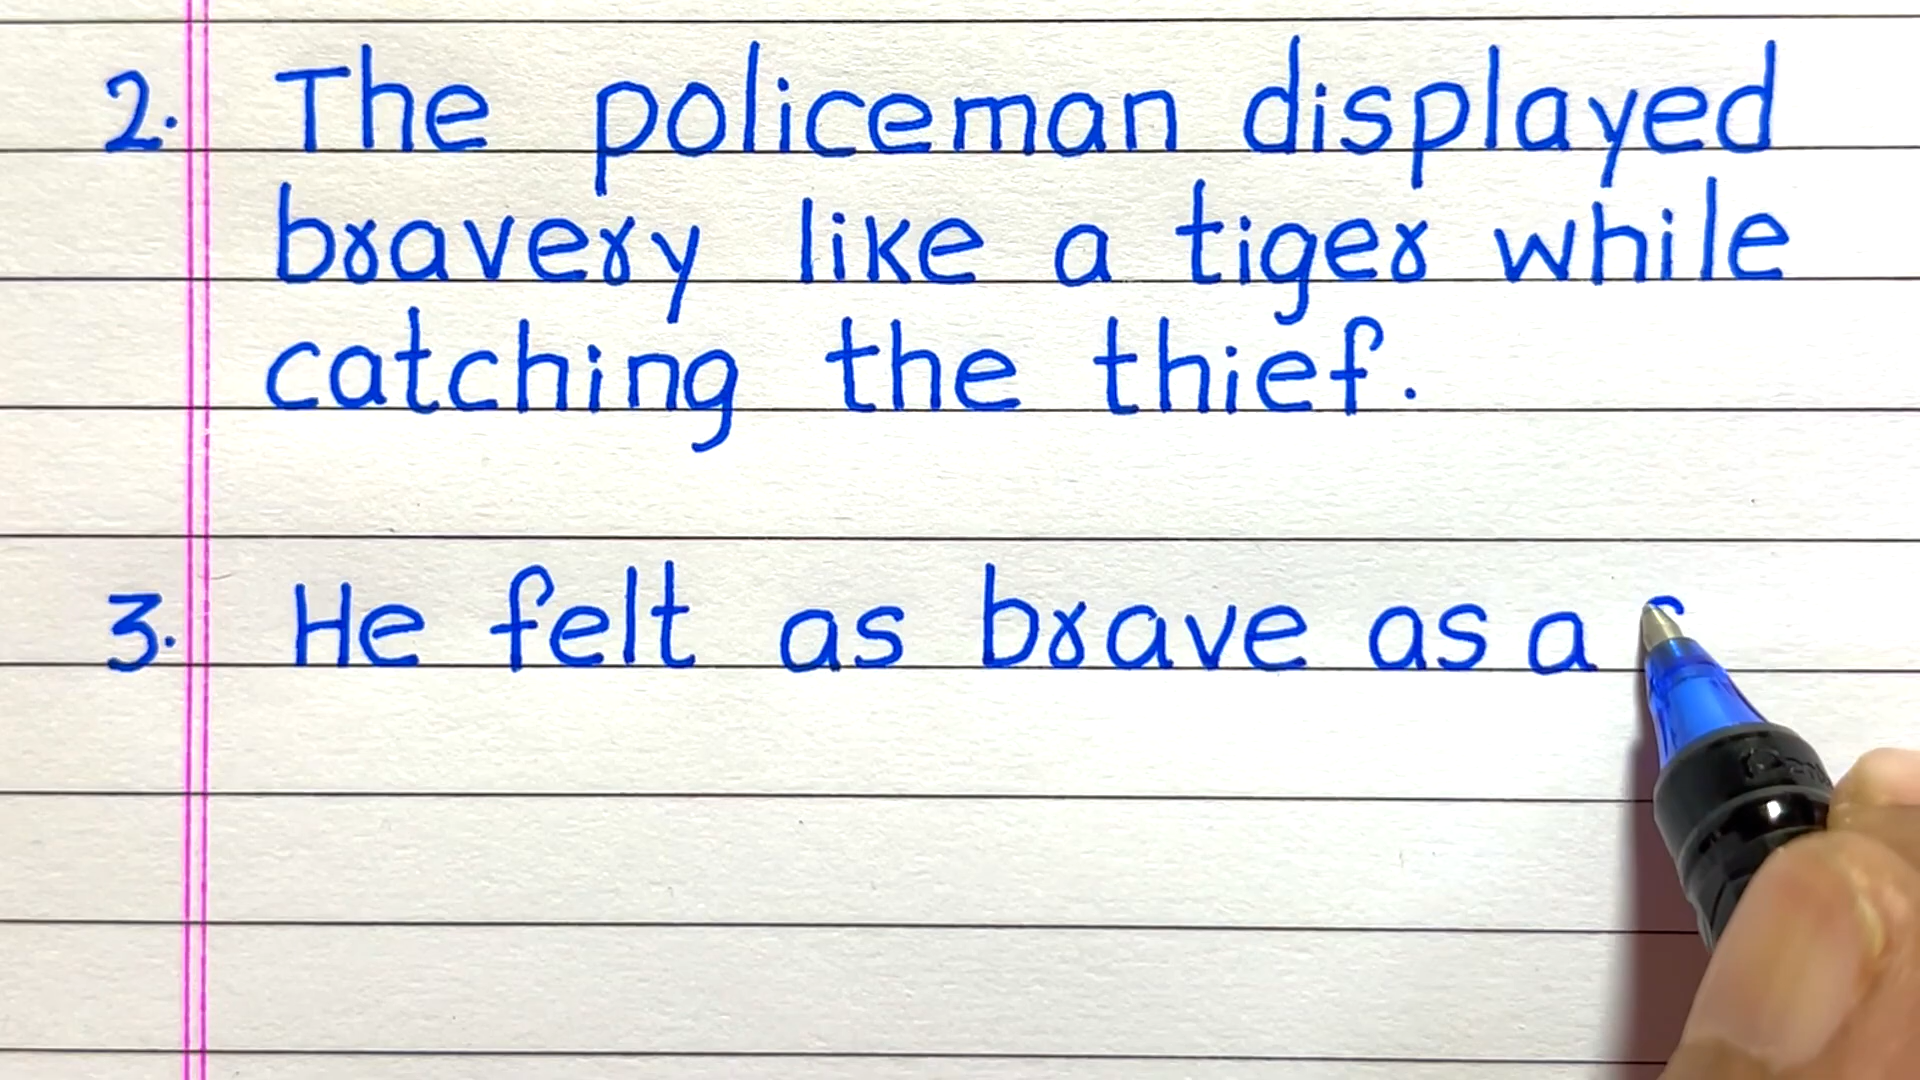 2. The policeman displayed
bravery like a tiger while
catching the thief.
3. He felt as brave as a